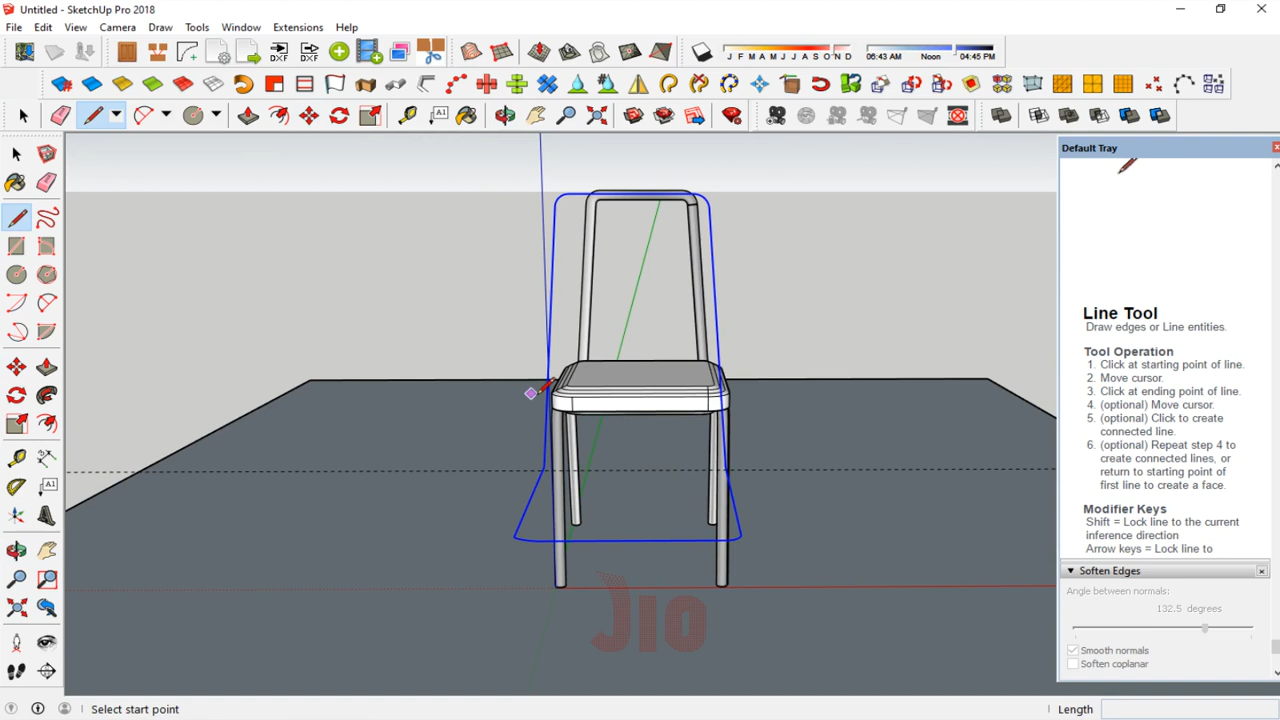 Untitled - SketchUp Pro 2018
File Edit View Camera Draw Tools Window Extensions Help
DXF DXF
J F M A M J J A S O N D
06:43 AM Noon 04:45 PM
A1
Default Tray
Line Tool
Draw edges or Line entities.
Tool Operation
1. Click at starting point of line.
2. Move cursor.
3. Click at ending point of line.
4. (optional) Move cursor.
5. (optional) Click to create
connected line.
6. (optional) Repeat step 4 to
create connected lines, or
return to starting point of
first line to create a face.
Modifier Keys
Shift = Lock line to the current
inference direction
Arrow keys = Lock line to
A1
Soften Edges
Angle between normals:
132.5 degrees
Smooth normals
Soften coplanar
JIO
Select start point
Length